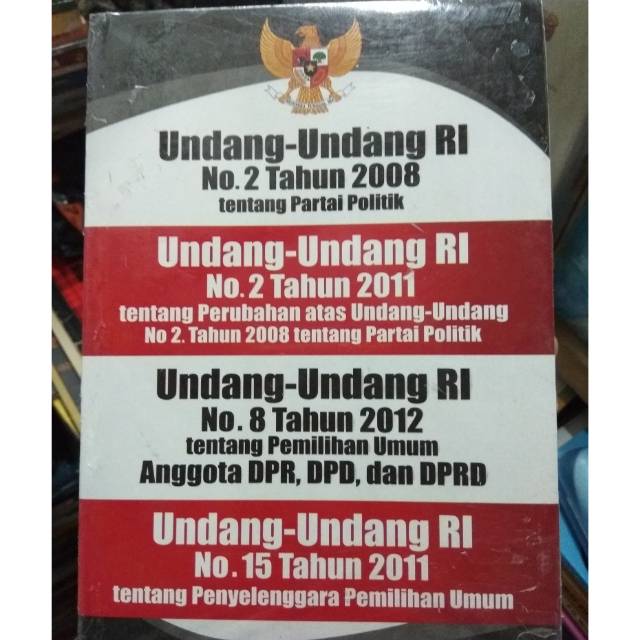 Undang-Undang RI
No. 2 Tahun 2008
tentang Partai Politik
Undang-Undang RI
No. 2 Tahun 2011
tentang Perubahan atas Undang-Undang
No 2. Tahun 2008 tentang Partai Politik
Undang-Undang RI
No. 8 Tahun 2012
tentang Pemilihan Umum
Anggota DPR, DPD, dan DPRD
Undang-Undang RI
No. 15 Tahun 2011
tentang Penyelenggara Pemilihan Umum